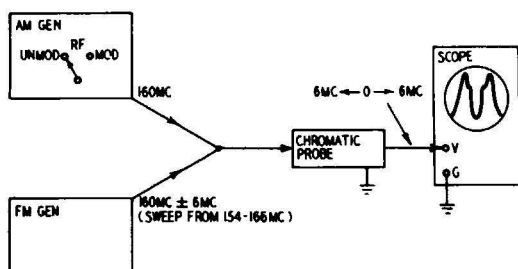 AM GEN
RF
UNMOD MOD
160MC
FM GEN
160MC ± 6MC
(SWEEP FROM 154-166MC)
CHROMATIC
PROBE
6MC ← 0 → 6MC
SCOPE
V
G